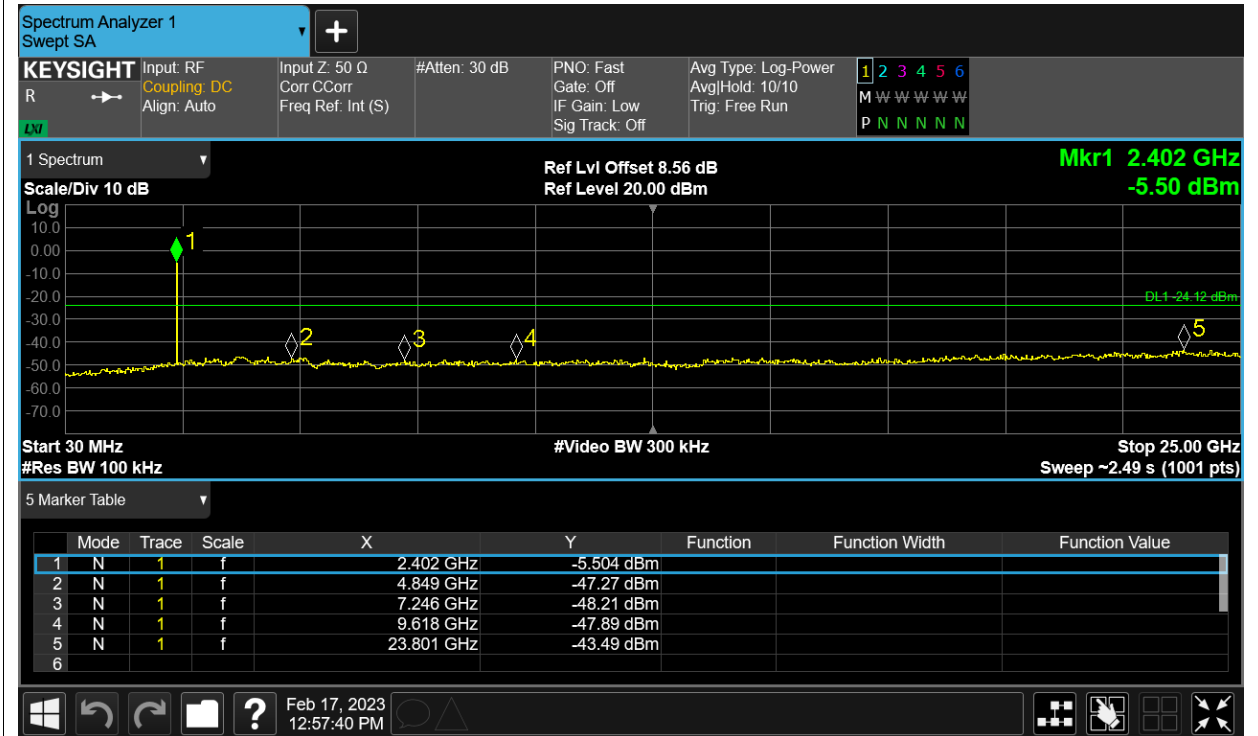 Spectrum Analyzer 1
Swept SA
KEYSIGHT
R
LXI
Input: RF
Coupling: DC
Align: Auto
Input Z: 50 Ω
Corr CCorr
Freq Ref: Int (S)
#Atten: 30 dB
PNO: Fast
Gate: Off
IF Gain: Low
Sig Track: Off
Avg Type: Log-Power
Avg|Hold: 10/10
Trig: Free Run
1 2 3 4 5 6
M W W W W W
P N N N N N
1 Spectrum
Scale/Div 10 dB
Ref Lvl Offset 8.56 dB
Ref Level 20.00 dBm
Mkr1 2.402 GHz
-5.50 dBm
Log
10.0
0.00
-10.0
-20.0
-30.0
-40.0
-50.0
-60.0
-70.0
1
2
3
4
5
DL1 -24.12 dBm
Start 30 MHz
#Video BW 300 kHz
Stop 25.00 GHz
#Res BW 100 kHz
Sweep ~2.49 s (1001 pts)
5 Marker Table
Mode Trace Scale X Y Function Function Width Function Value
1 N 1 f 2.402 GHz -5.504 dBm
2 N 1 f 4.849 GHz -47.27 dBm
3 N 1 f 7.246 GHz -48.21 dBm
4 N 1 f 9.618 GHz -47.89 dBm
5 N 1 f 23.801 GHz -43.49 dBm
6
?
Feb 17, 2023
12:57:40 PM